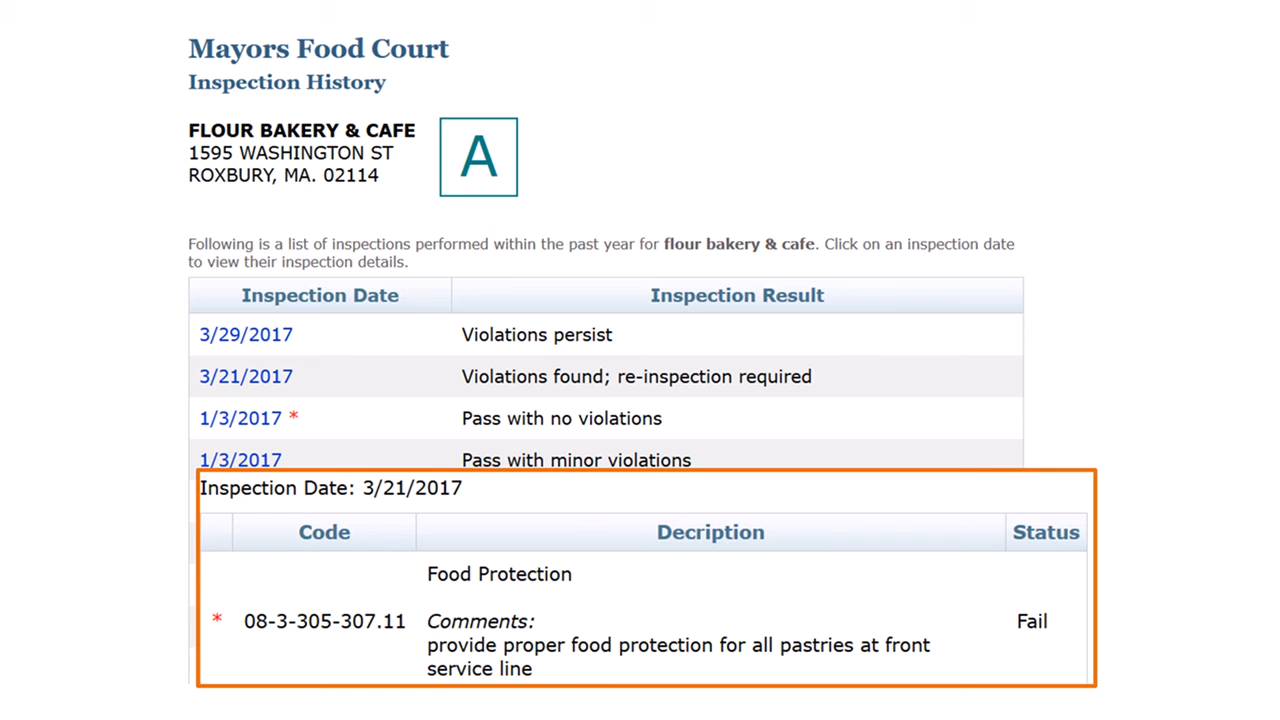 Mayors Food Court
Inspection History
FLOUR BAKERY & CAFE
1595 WASHINGTON ST
ROXBURY, MA. 02114
A
Following is a list of inspections performed within the past year for flour bakery & cafe. Click on an inspection date
to view their inspection details.
Inspection Date Inspection Result
3/29/2017 Violations persist
3/21/2017 Violations found; re-inspection required
1/3/2017 * Pass with no violations
1/3/2017 Pass with minor violations
Inspection Date: 3/21/2017
Code Decription Status
Food Protection
* 08-3-305-307.11 Comments: Fail
provide proper food protection for all pastries at front
service line